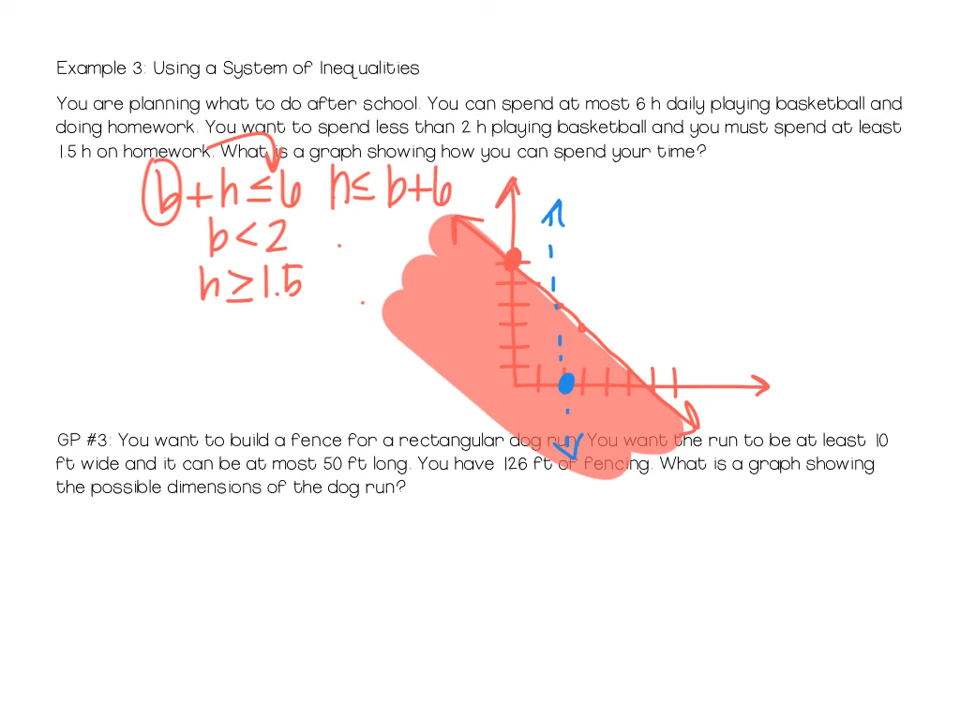 Example 3: Using a System of Inequalities
You are planning what to do after school. You can spend at most 6 h daily playing basketball and
doing homework. You want to spend less than 2 h playing basketball and you must spend at least
1.5 h on homework. What is a graph showing how you can spend your time?
b+h≤6 h≤b+6
b<2
h≥1.5
GP #3: You want to build a fence for a rectangular dog run. You want the run to be at least 10
ft wide and it can be at most 50 ft long. You have 126 ft of fencing. What is a graph showing
the possible dimensions of the dog run?